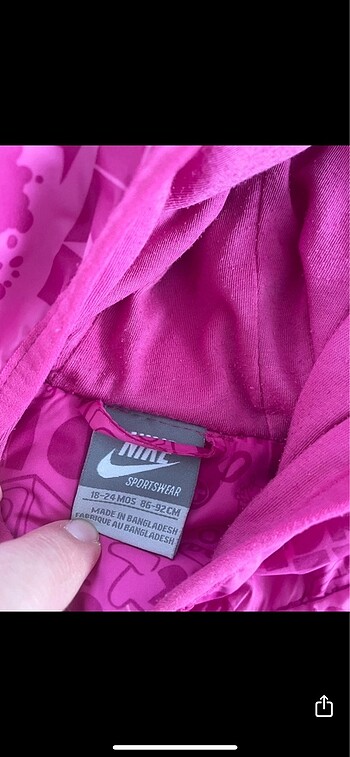 NIKE
SPORTSWEAR
18-24 MOS 86-92 CM
MADE IN BANGLADESH
FABRIQUE AU BANGLADESH